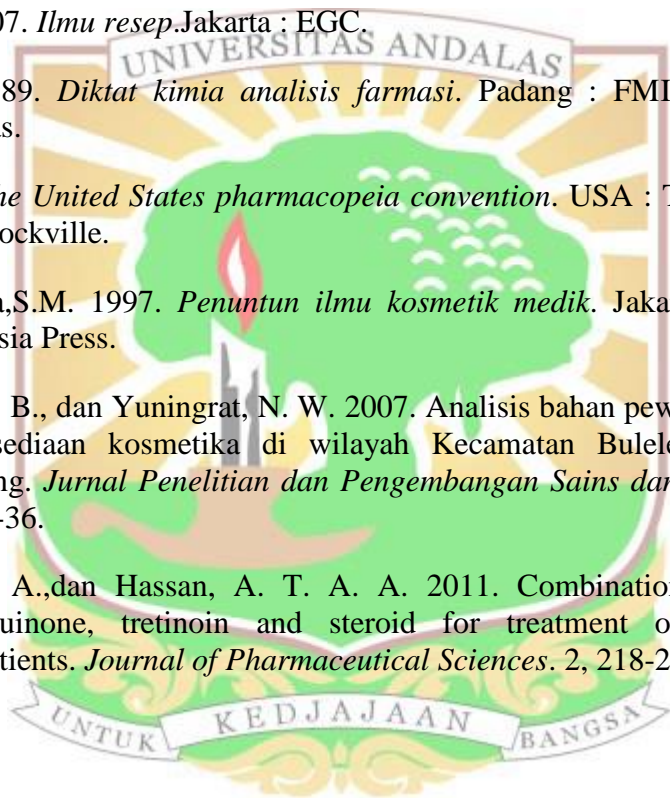 07. Ilmu resep.Jakarta : EGC.
UNIVERSITAS ANDALAS
89. Diktat kimia analisis farmasi. Padang : FMI
as.
he United States pharmacopeia convention. USA : T
ockville.
a,S.M. 1997. Penuntun ilmu kosmetik medik. Jaka
sia Press.
B., dan Yuningrat, N. W. 2007. Analisis bahan pew
sediaan kosmetika di wilayah Kecamatan Bulele
ng. Jurnal Penelitian dan Pengembangan Sains dan
-36.
A.,dan Hassan, A. T. A. A. 2011. Combination
uinone, tretinoin and steroid for treatment o
tients. Journal of Pharmaceutical Sciences. 2, 218-2
UNTUK KEDJAJAAN BANGSA